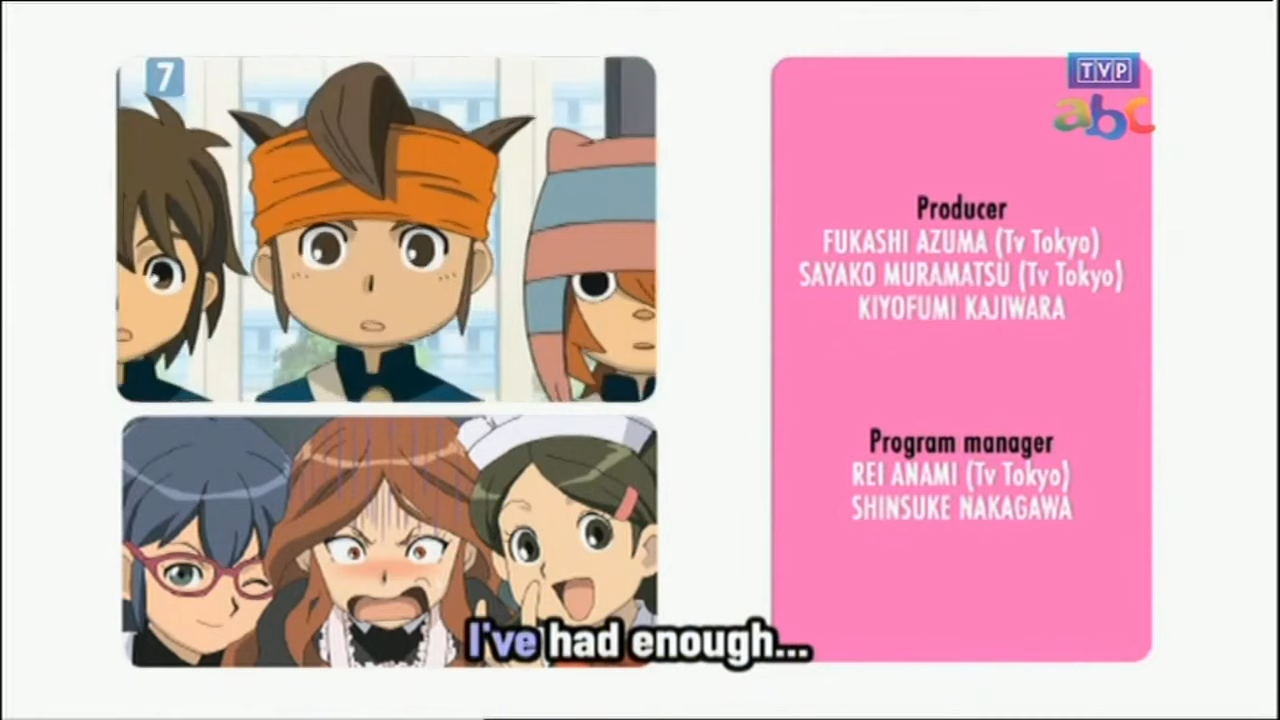 7
TVP
abc
Producer
FUKASHI AZUMA (Tv Tokyo)
SAYAKO MURAMATSU (Tv Tokyo)
KIYOFUMI KAJIWARA
Program manager
REI ANAMI (Tv Tokyo)
SHINSUKE NAKAGAWA
I've had enough...